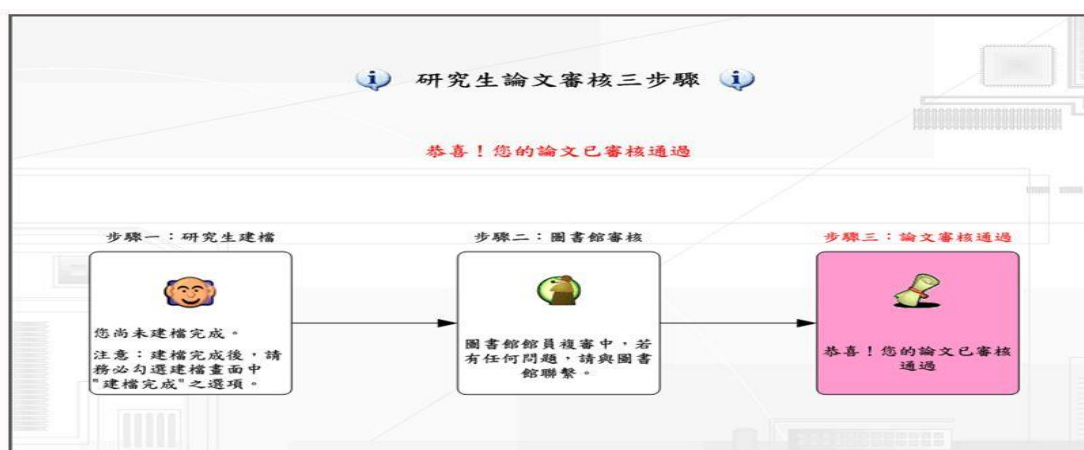 研究生論文審核三步驟
恭喜！您的論文已審核通過
步驟一：研究生建檔
您尚未建檔完成。
注意：建檔完成後，請
務必勾選建檔畫面中
"建檔完成"之選項。
步驟二：圖書館審核
圖書館館員複審中，若
有任何問題，請與圖書
館聯繫。
步驟三：論文審核通過
恭喜！您的論文已審核
通過